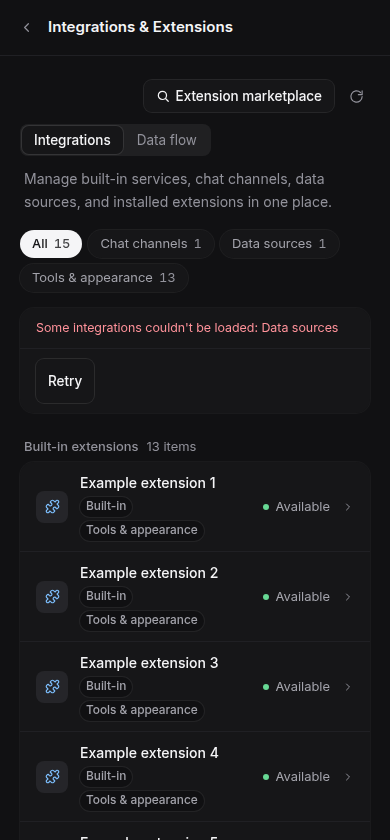 Integrations & Extensions
Extension marketplace
Integrations Data flow
Manage built-in services, chat channels, data
sources, and installed extensions in one place.
All 15 Chat channels 1 Data sources 1
Tools & appearance 13
Some integrations couldn't be loaded: Data sources
Retry
Built-in extensions 13 items
Example extension 1
Built-in
Available
Tools & appearance
Example extension 2
Built-in
Available
Tools & appearance
Example extension 3
Built-in
Available
Tools & appearance
Example extension 4
Built-in
Available
Tools & appearance